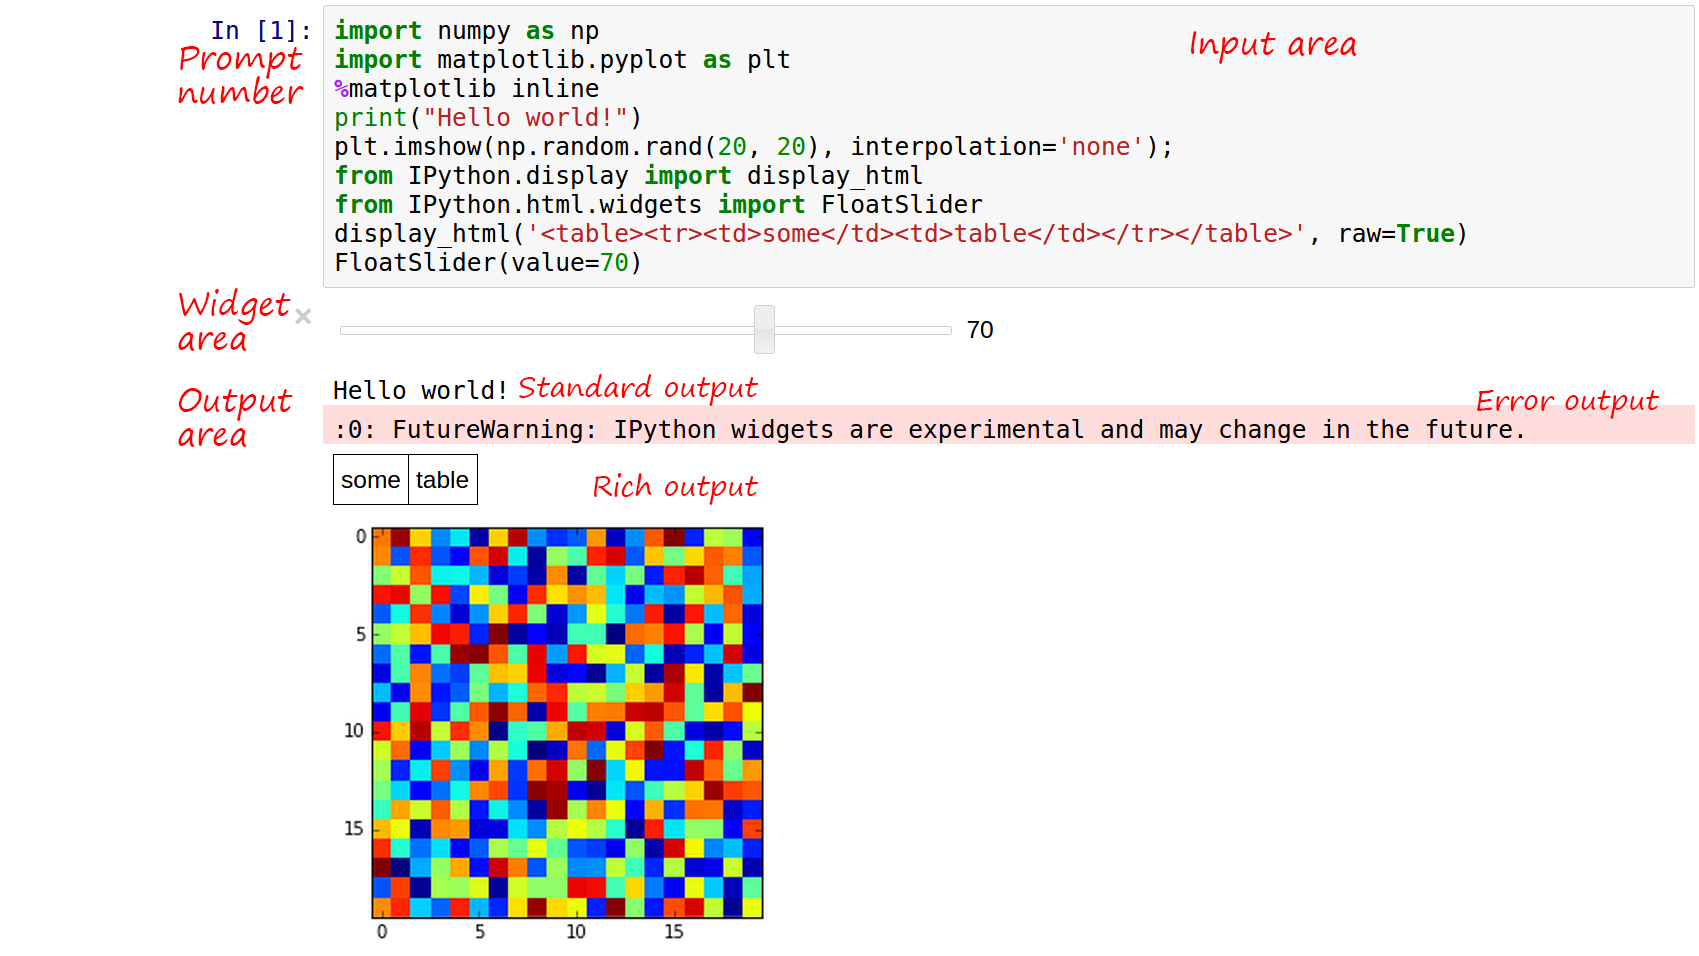 In [1]:
Prompt
number
import numpy as np
import matplotlib.pyplot as plt
%matplotlib inline
print("Hello world!")
plt.imshow(np.random.rand(20, 20), interpolation='none');
from IPython.display import display_html
from IPython.html.widgets import FloatSlider
display_html('<table><tr><td>some</td><td>table</td></tr></table>', raw=True)
FloatSlider(value=70)
Input area
Widget
area
×
70
Output
area
Hello world!
Standard output
Error output
:0: FutureWarning: IPython widgets are experimental and may change in the future.
some table
Rich output
0
5
10
15
0 5 10 15